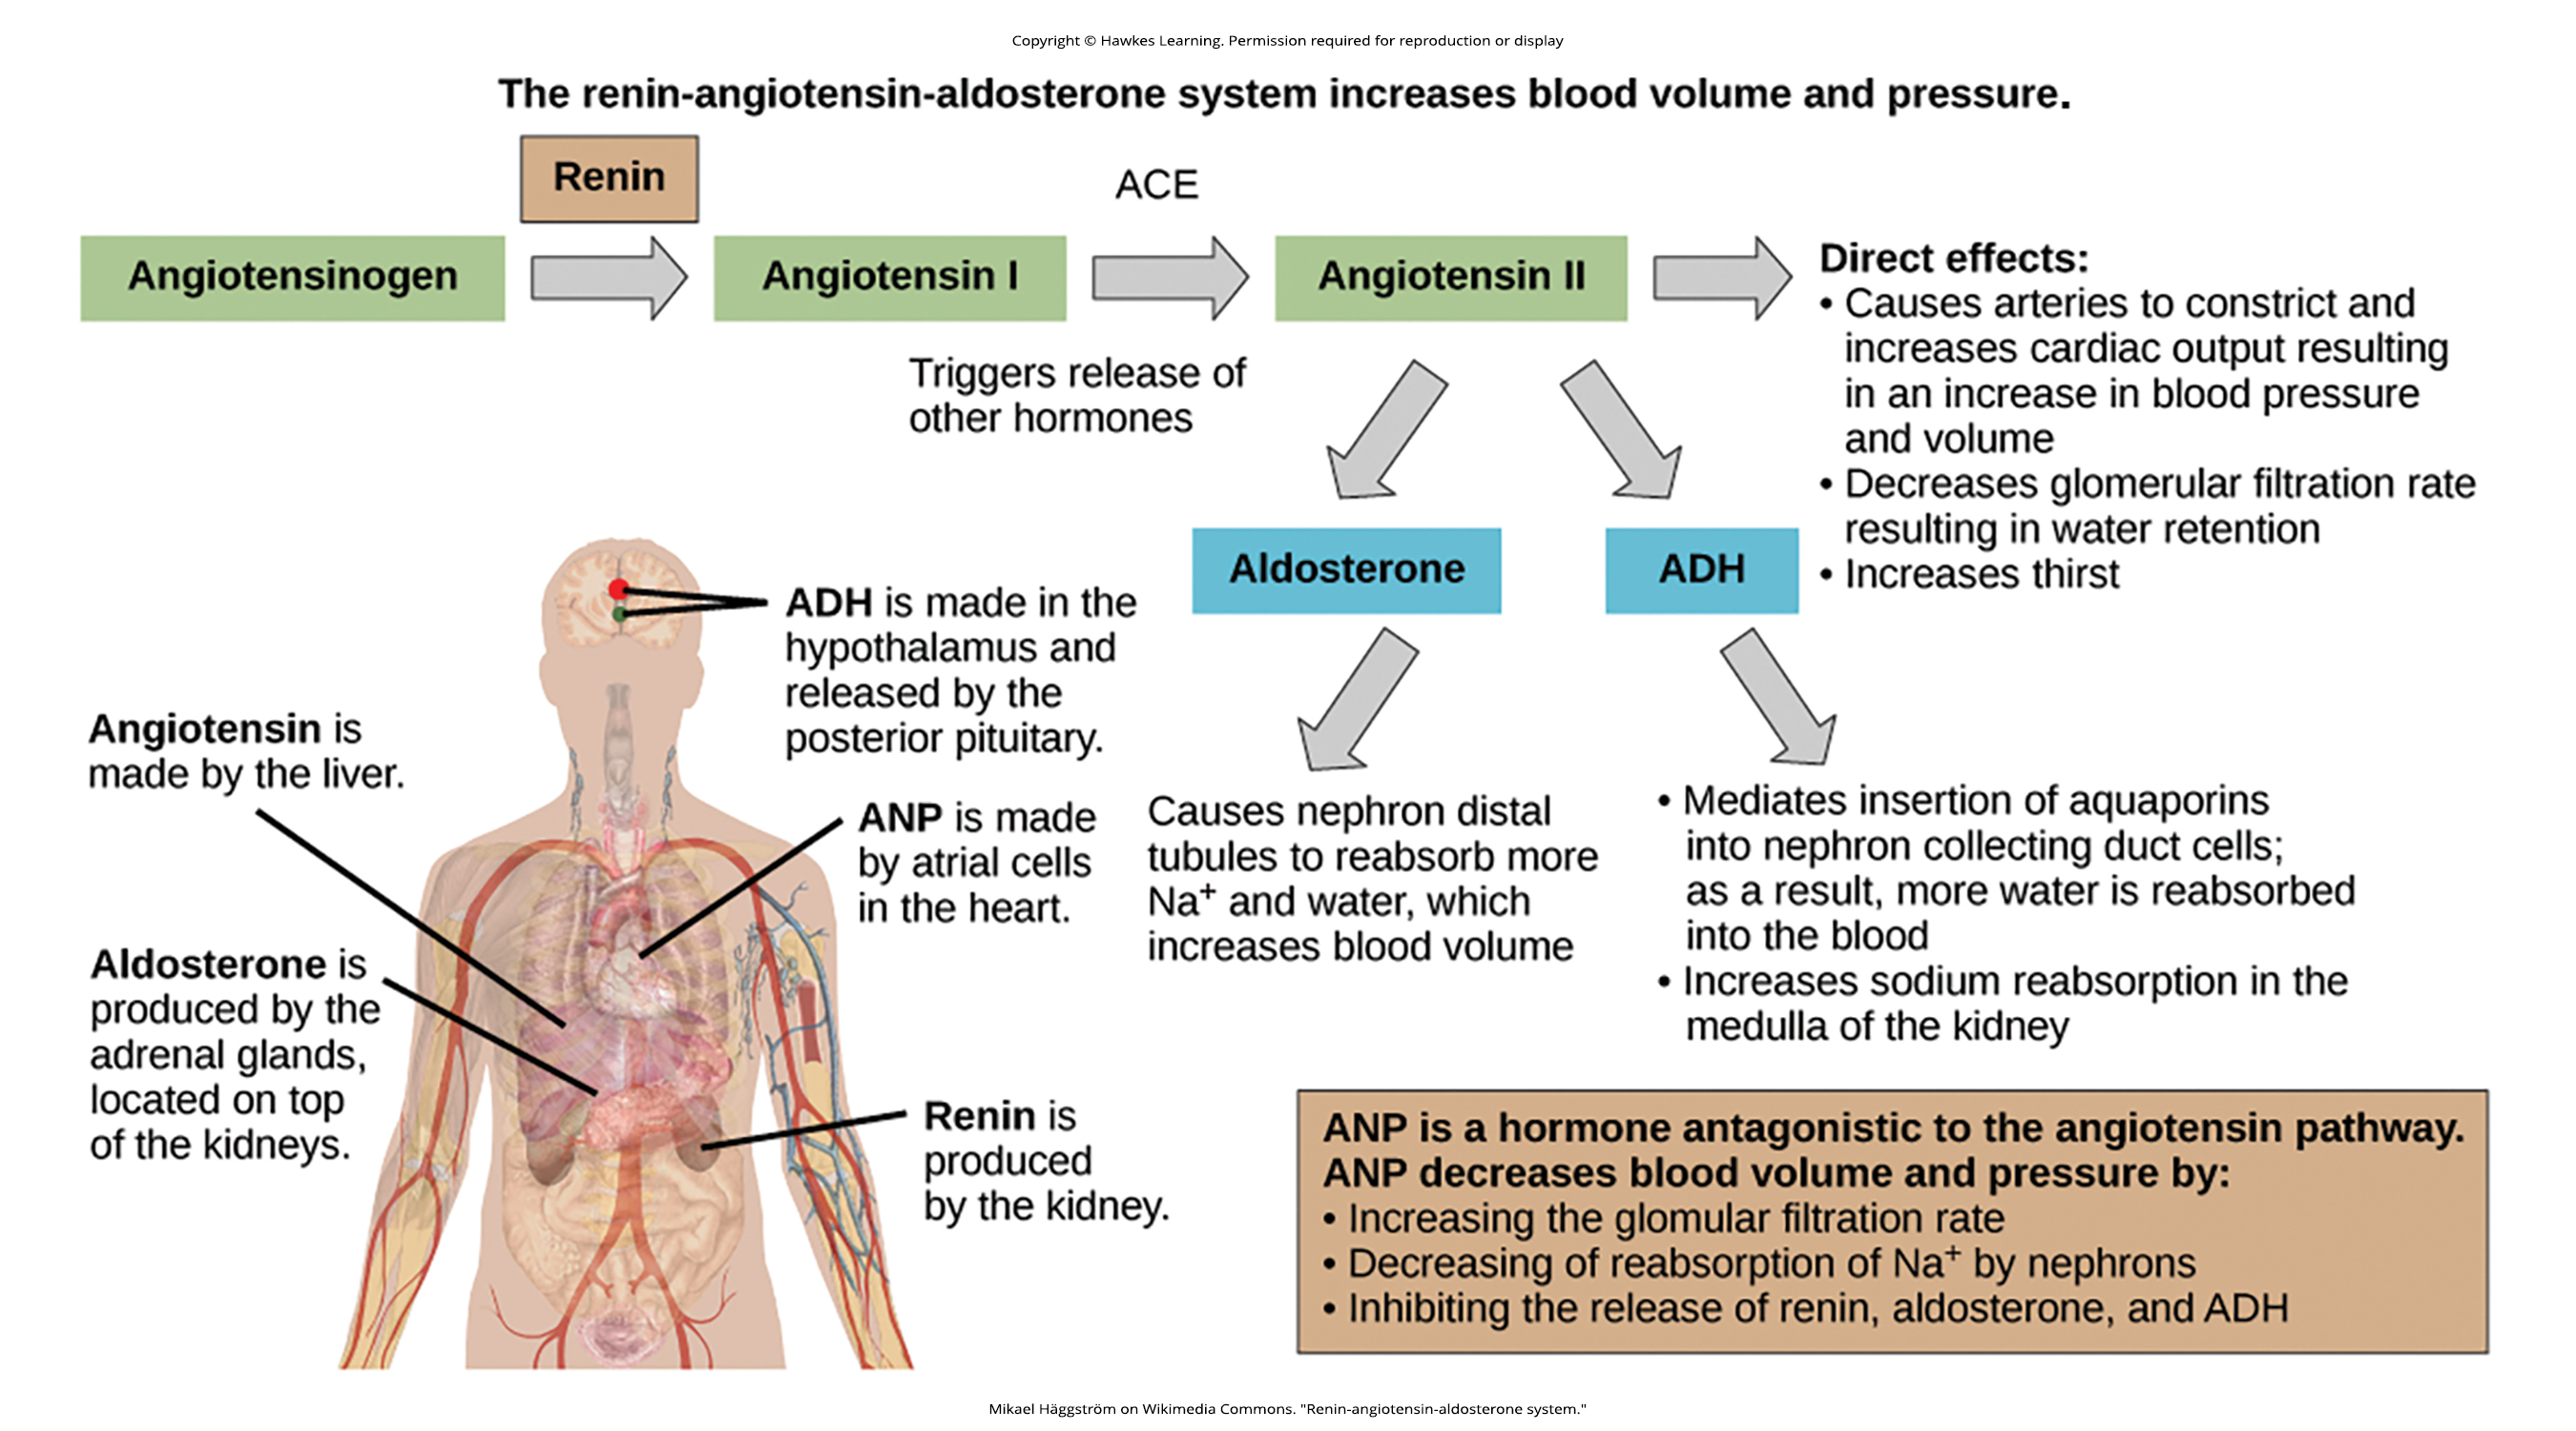 Copyright © Hawkes Learning. Permission required for reproduction or display
The renin-angiotensin-aldosterone system increases blood volume and pressure.
Renin
ACE
Angiotensinogen
Angiotensin I
Angiotensin II
Direct effects:
• Causes arteries to constrict and
increases cardiac output resulting
in an increase in blood pressure
and volume
• Decreases glomerular filtration rate
resulting in water retention
• Increases thirst
Triggers release of
other hormones
Aldosterone
ADH
ADH is made in the
hypothalamus and
released by the
posterior pituitary.
Angiotensin is
made by the liver.
ANP is made
by atrial cells
in the heart.
Aldosterone is
produced by the
adrenal glands,
located on top
of the kidneys.
Renin is
produced
by the kidney.
Causes nephron distal
tubules to reabsorb more
Na⁺ and water, which
increases blood volume
• Mediates insertion of aquaporins
into nephron collecting duct cells;
as a result, more water is reabsorbed
into the blood
• Increases sodium reabsorption in the
medulla of the kidney
ANP is a hormone antagonistic to the angiotensin pathway.
ANP decreases blood volume and pressure by:
• Increasing the glomular filtration rate
• Decreasing of reabsorption of Na⁺ by nephrons
• Inhibiting the release of renin, aldosterone, and ADH
Mikael Häggström on Wikimedia Commons. "Renin-angiotensin-aldosterone system."